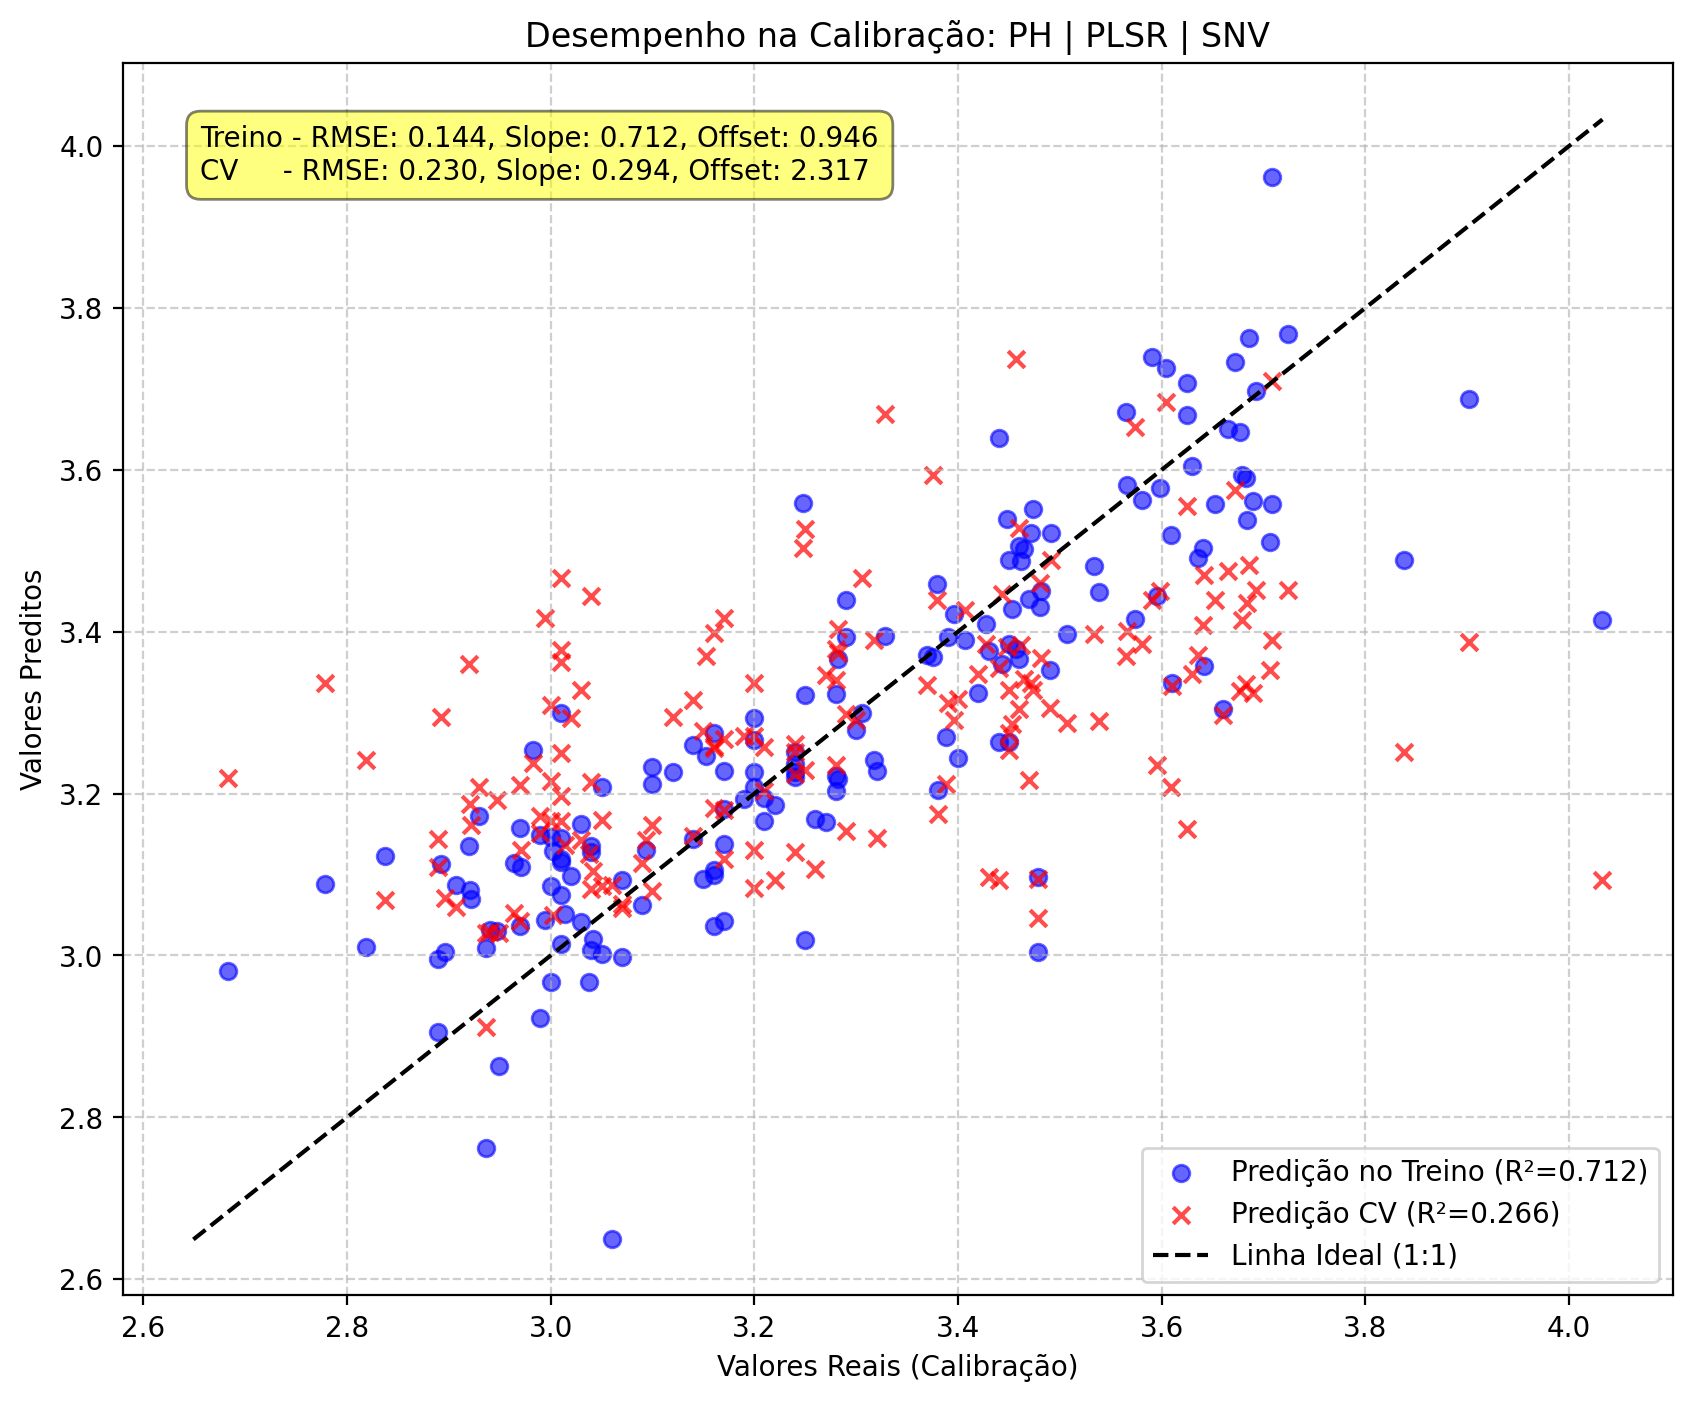 Desempenho na Calibração: PH | PLSR | SNV
Treino - RMSE: 0.144, Slope: 0.712, Offset: 0.946
CV - RMSE: 0.230, Slope: 0.294, Offset: 2.317
Valores Preditos
4.0
3.8
3.6
3.4
3.2
3.0
2.8
2.6
Predição no Treino (R²=0.712)
Predição CV (R²=0.266)
Linha Ideal (1:1)
2.6 2.8 3.0 3.2 3.4 3.6 3.8 4.0
Valores Reais (Calibração)